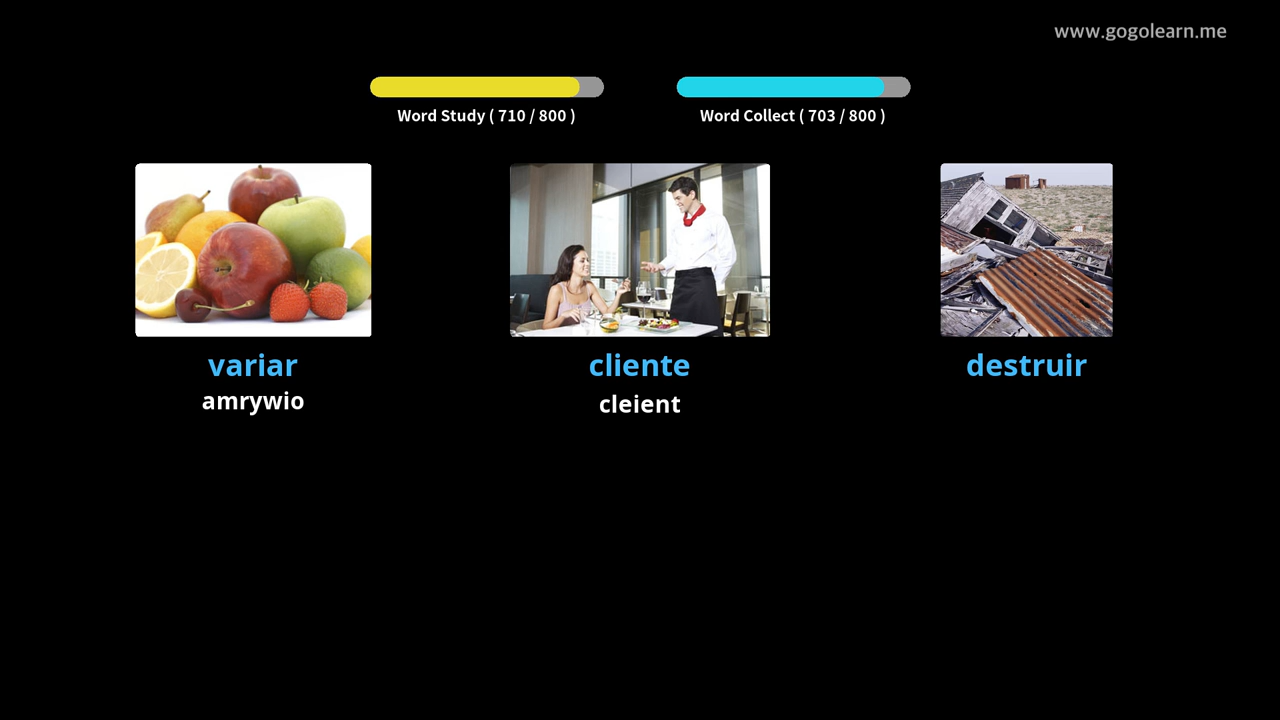 www.gogolearn.me
Word Study ( 710 / 800 )
Word Collect ( 703 / 800 )
variar
cliente
destruir
amrywio
cleient